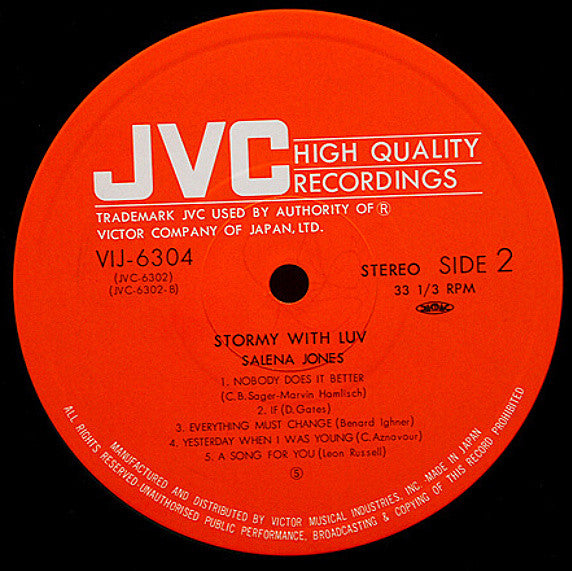 JVC HIGH QUALITY
RECORDINGS
TRADEMARK JVC USED BY AUTHORITY OF ®
VICTOR COMPANY OF JAPAN, LTD.
VIJ-6304
(JVC-6302)
(JVC-6302-B)
STEREO SIDE 2
33 1/3 RPM
STORMY WITH LUV
SALENA JONES
1. NOBODY DOES IT BETTER
(C.B. Sager-Marvin Hamlisch)
2. IF (D. Gates)
3. EVERYTHING MUST CHANGE (Benard Ighner)
4. YESTERDAY WHEN I WAS YOUNG (C. Aznavour)
5. A SONG FOR YOU (Leon Russell)
Ⓢ
MANUFACTURED AND DISTRIBUTED BY VICTOR MUSICAL INDUSTRIES, INC. MADE IN JAPAN
ALL RIGHTS RESERVED·UNAUTHORISED PUBLIC PERFORMANCE, BROADCASTING & COPYING OF THIS RECORD PROHIBITED